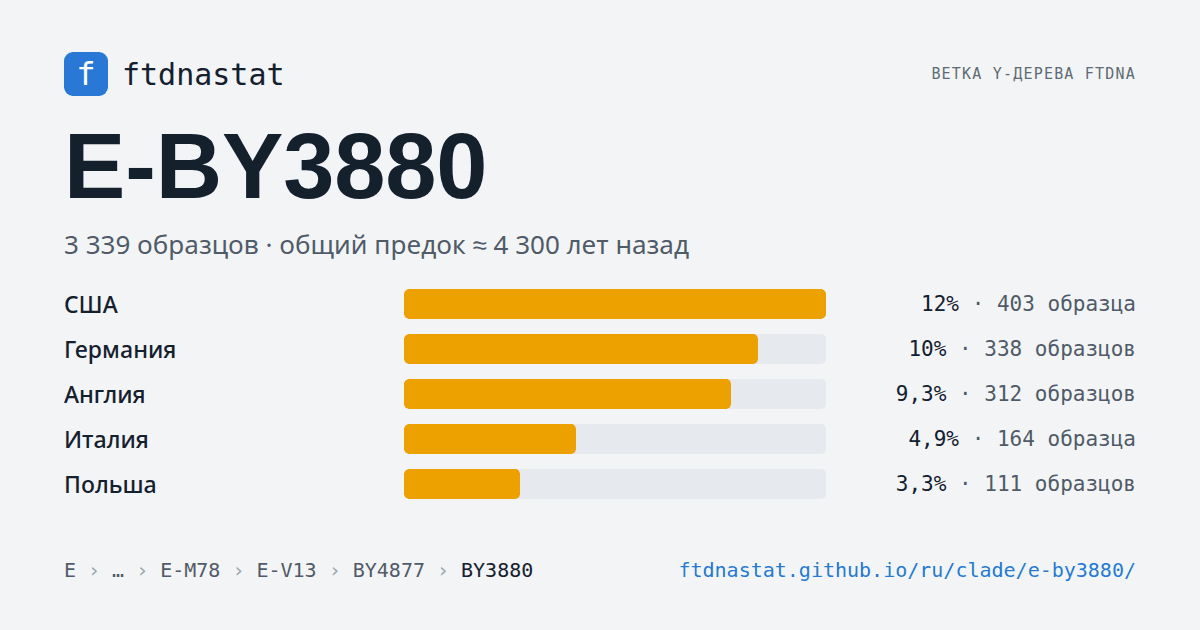 f ftdnastat
ВЕТКА Y-ДЕРЕВА FTDNA
E-BY3880
3 339 образцов · общий предок ≈ 4 300 лет назад
США 12% · 403 образца
Германия 10% · 338 образцов
Англия 9,3% · 312 образцов
Италия 4,9% · 164 образца
Польша 3,3% · 111 образцов
E › … › E-M78 › E-V13 › BY4877 › BY3880
ftdnastat.github.io/ru/clade/e-by3880/